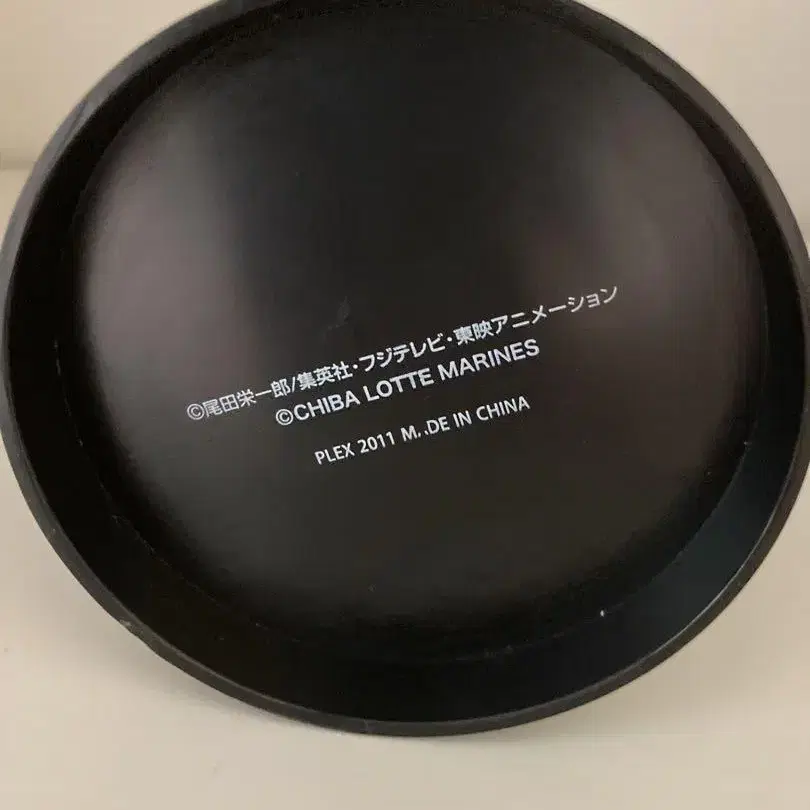 ©尾田栄一郎/集英社・フジテレビ・東映アニメーション
©CHIBA LOTTE MARINES
PLEX 2011 M..DE IN CHINA